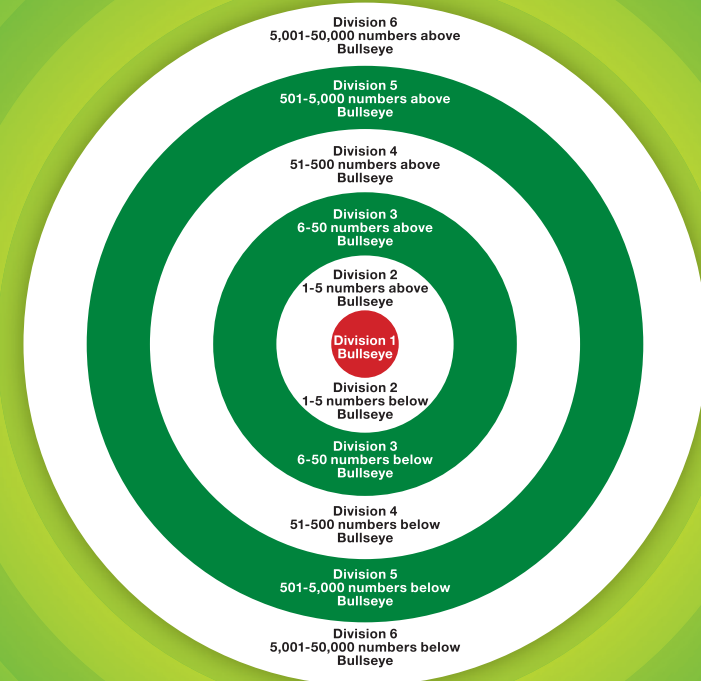 Division 6
5,001-50,000 numbers above
Bullseye
Division 5
501-5,000 numbers above
Bullseye
Division 4
51-500 numbers above
Bullseye
Division 3
6-50 numbers above
Bullseye
Division 2
1-5 numbers above
Bullseye
Division 1
Bullseye
Division 2
1-5 numbers below
Bullseye
Division 3
6-50 numbers below
Bullseye
Division 4
51-500 numbers below
Bullseye
Division 5
501-5,000 numbers below
Bullseye
Division 6
5,001-50,000 numbers below
Bullseye